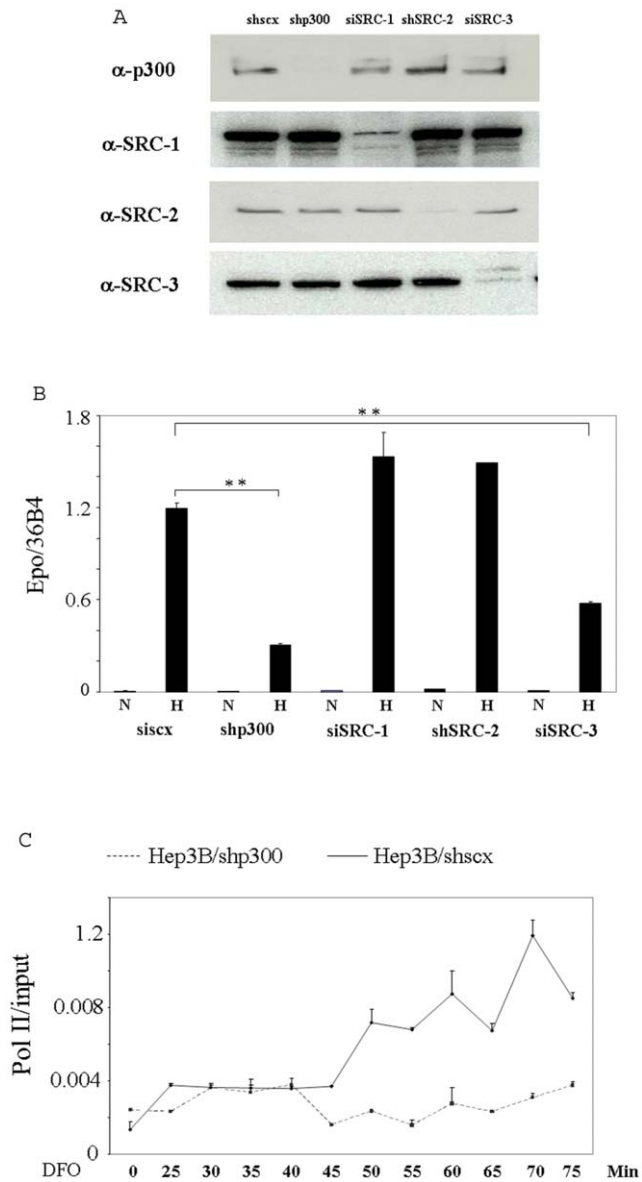 A
shscx shp300 siSRC-1 shSRC-2 siSRC-3
α-p300
α-SRC-1
α-SRC-2
α-SRC-3
B
**
**
1.8
1.2
0.6
0
Epo/36B4
N H N H N H N H N H
siscx shp300 siSRC-1 shSRC-2 siSRC-3
C
Hep3B/shp300 Hep3B/shscx
1.2
0.008
0.004
0
Pol II/input
DFO 0 25 30 35 40 45 50 55 60 65 70 75 Min